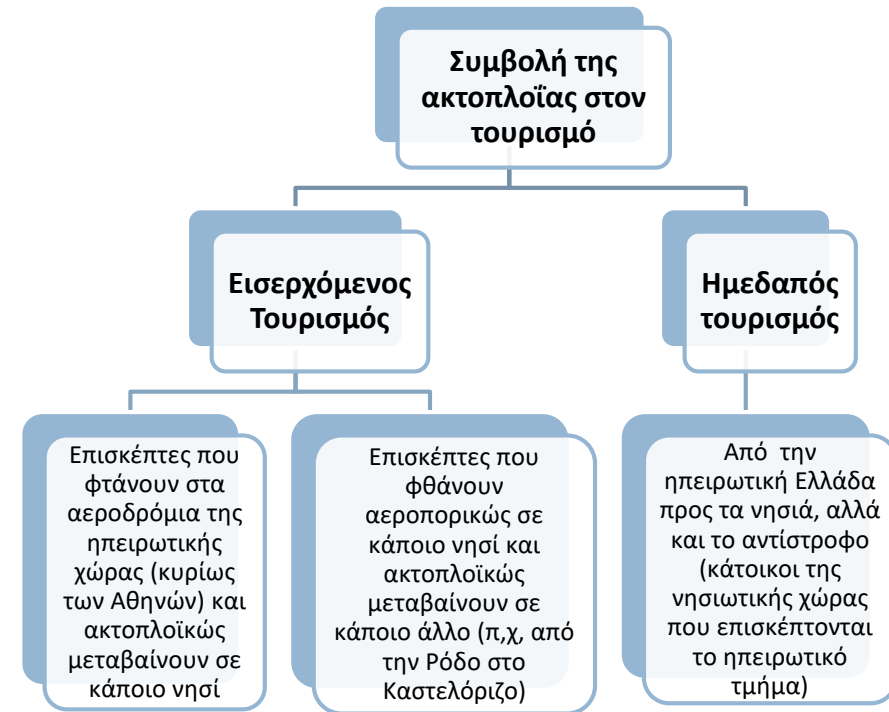 Συμβολή της
ακτοπλοΐας στον
τουρισμό
Εισερχόμενος
Τουρισμός
Ημεδαπός
τουρισμός
Επισκέπτες που
φτάνουν στα
αεροδρόμια της
ηπειρωτικής
χώρας (κυρίως
των Αθηνών) και
ακτοπλοϊκώς
μεταβαίνουν σε
κάποιο νησί
Επισκέπτες που
φθάνουν
αεροπορικώς σε
κάποιο νησί και
ακτοπλοϊκώς
μεταβαίνουν σε
κάποιο άλλο (π,χ, από
την Ρόδο στο
Καστελόριζο)
Από την
ηπειρωτική Ελλάδα
προς τα νησιά, αλλά
και το αντίστροφο
(κάτοικοι της
νησιωτικής χώρας
που επισκέπτονται
το ηπειρωτικό
τμήμα)